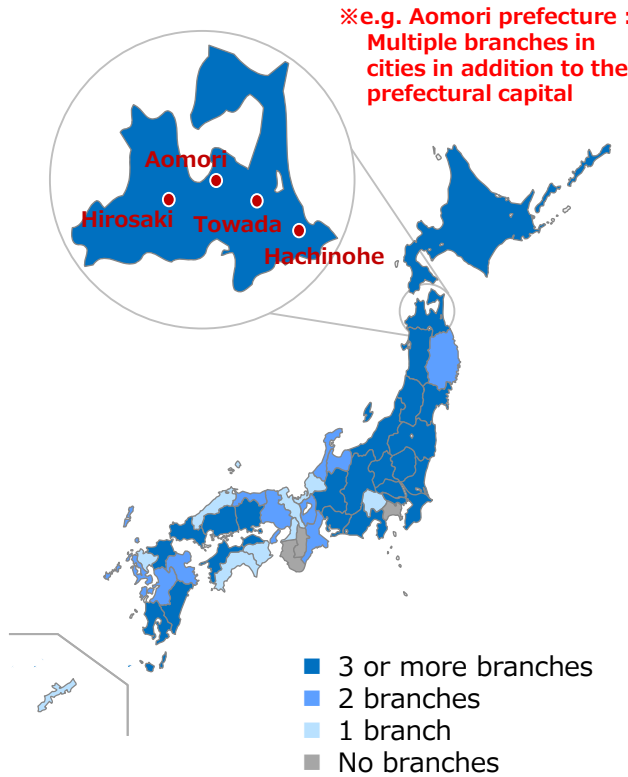 ※e.g. Aomori prefecture :
Multiple branches in
cities in addition to the
prefectural capital
Aomori
Hirosaki
Towada
Hachinohe
3 or more branches
2 branches
1 branch
No branches